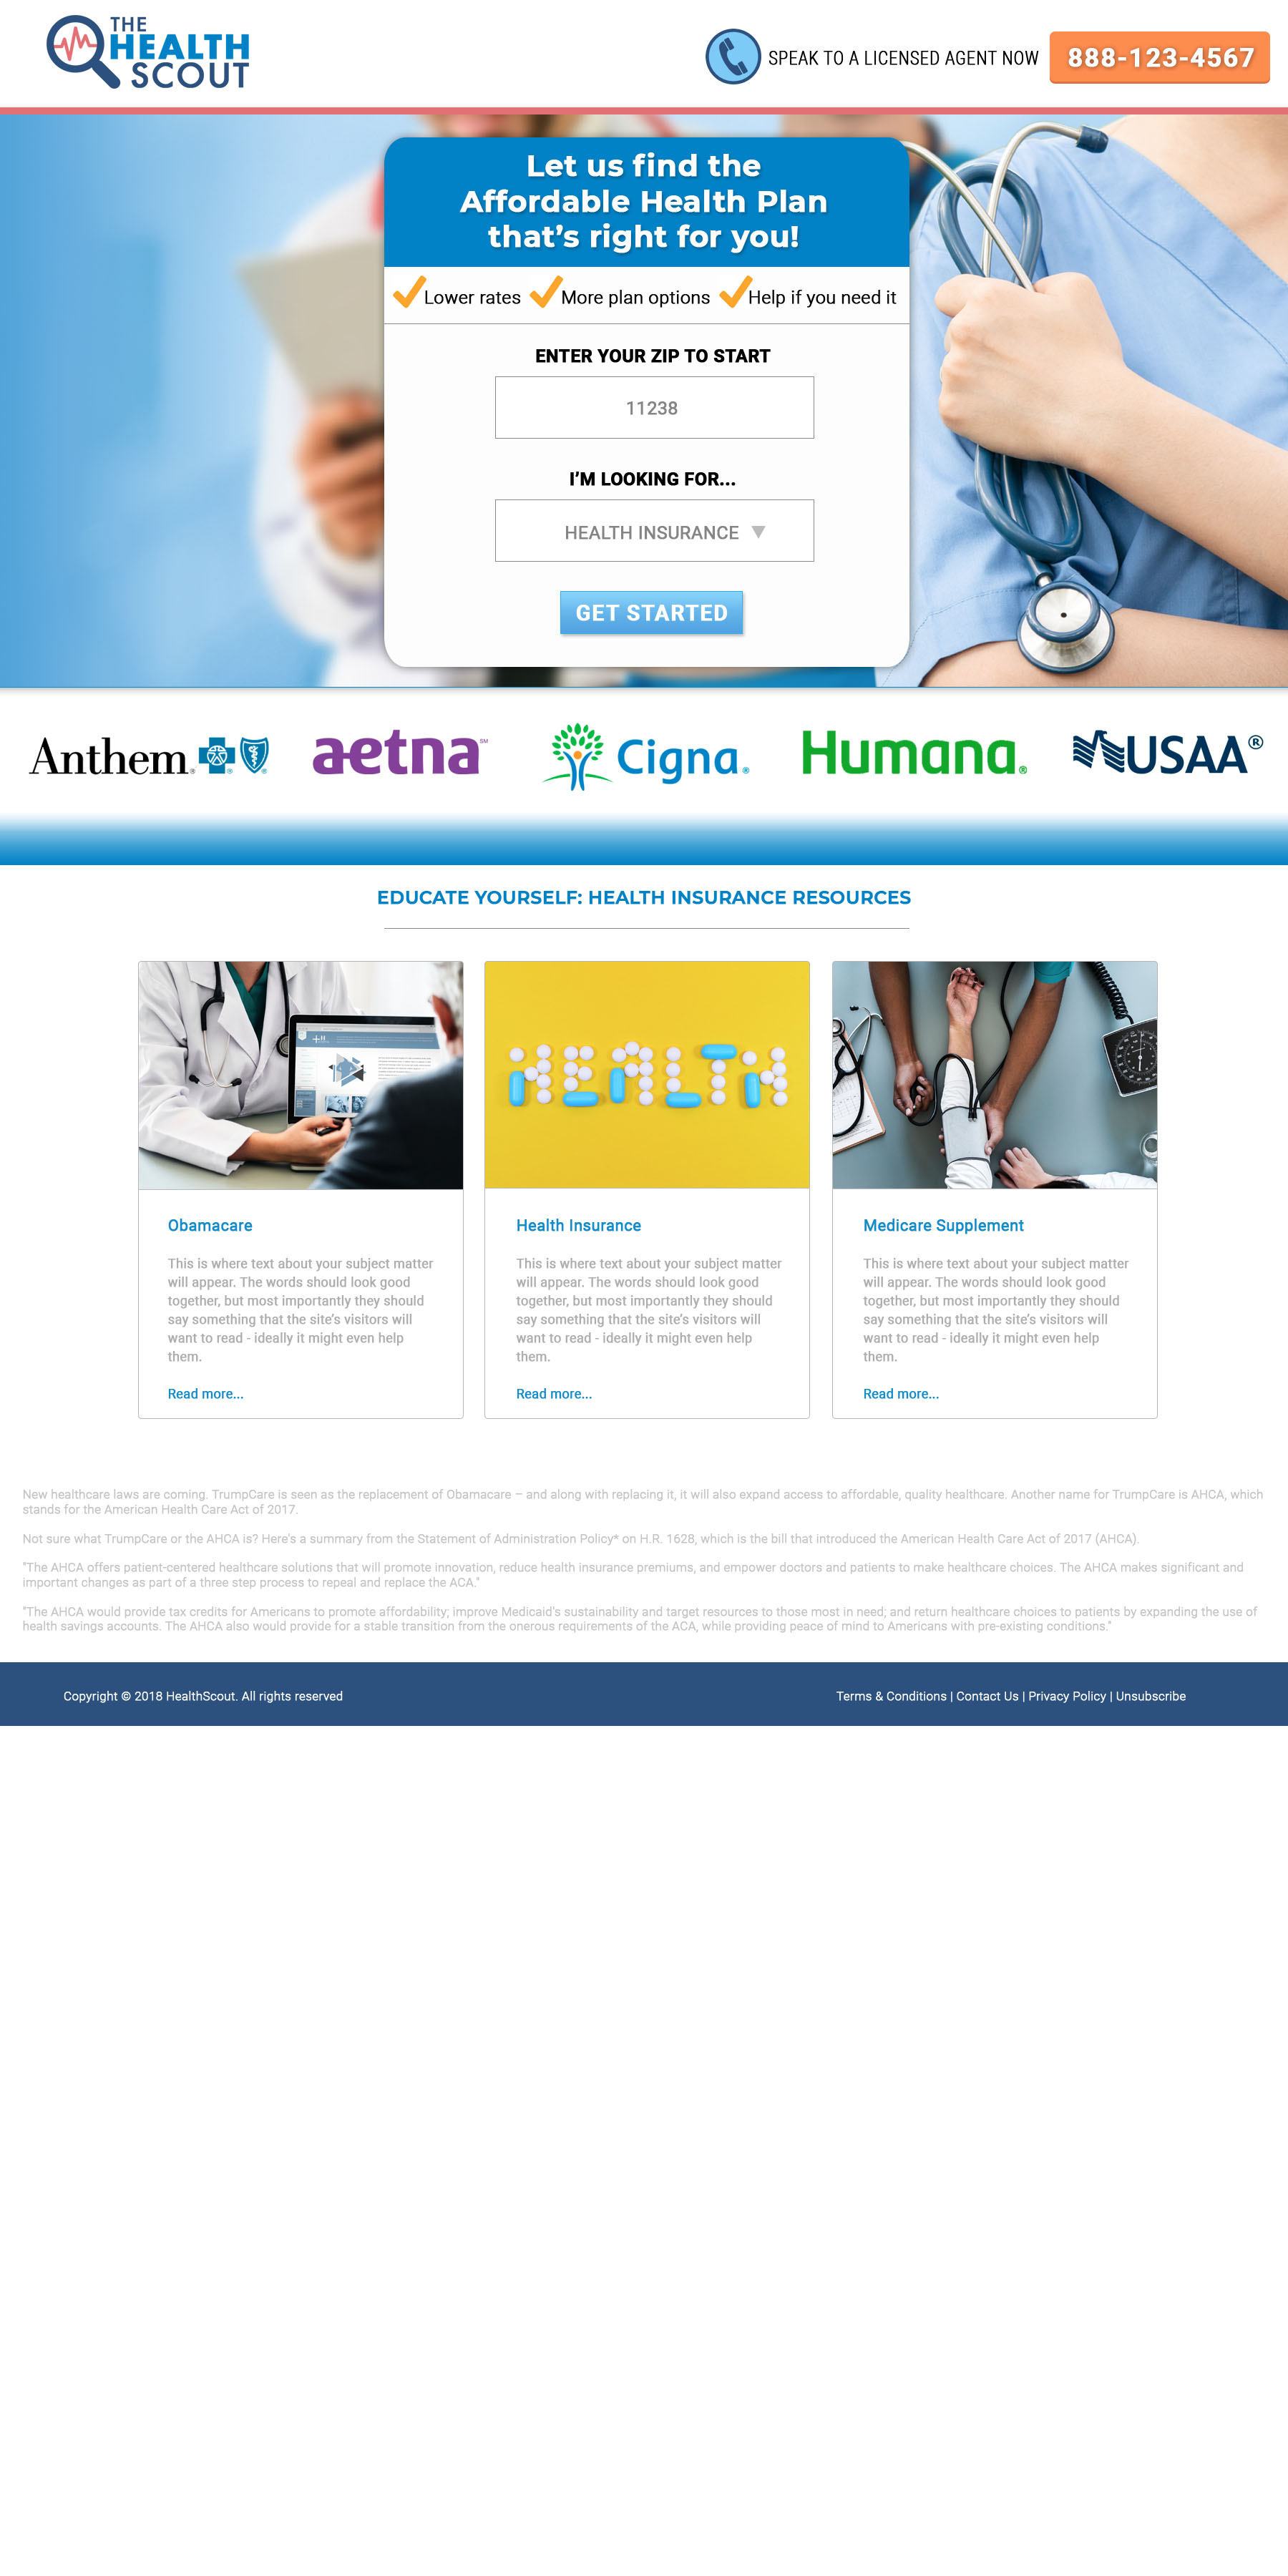 THE
HEALTH
SCOUT
SPEAK TO A LICENSED AGENT NOW
888-123-4567
Let us find the
Affordable Health Plan
that’s right for you!
Lower rates More plan options Help if you need it
ENTER YOUR ZIP TO START
11238
I’M LOOKING FOR...
HEALTH INSURANCE
GET STARTED
Anthem® ® ®
aetna℠
Cigna®
Humana®
USAA®
EDUCATE YOURSELF: HEALTH INSURANCE RESOURCES
HEALTH
Obamacare
This is where text about your subject matter
will appear. The words should look good
together, but most importantly they should
say something that the site’s visitors will
want to read - ideally it might even help
them.
Read more...
Health Insurance
This is where text about your subject matter
will appear. The words should look good
together, but most importantly they should
say something that the site’s visitors will
want to read - ideally it might even help
them.
Read more...
Medicare Supplement
This is where text about your subject matter
will appear. The words should look good
together, but most importantly they should
say something that the site’s visitors will
want to read - ideally it might even help
them.
Read more...
New healthcare laws are coming. TrumpCare is seen as the replacement of Obamacare – and along with replacing it, it will also expand access to affordable, quality healthcare. Another name for TrumpCare is AHCA, which
stands for the American Health Care Act of 2017.
Not sure what TrumpCare or the AHCA is? Here's a summary from the Statement of Administration Policy* on H.R. 1628, which is the bill that introduced the American Health Care Act of 2017 (AHCA).
"The AHCA offers patient-centered healthcare solutions that will promote innovation, reduce health insurance premiums, and empower doctors and patients to make healthcare choices. The AHCA makes significant and
important changes as part of a three step process to repeal and replace the ACA."
"The AHCA would provide tax credits for Americans to promote affordability; improve Medicaid's sustainability and target resources to those most in need; and return healthcare choices to patients by expanding the use of
health savings accounts. The AHCA also would provide for a stable transition from the onerous requirements of the ACA, while providing peace of mind to Americans with pre-existing conditions."
Copyright © 2018 HealthScout. All rights reserved
Terms & Conditions | Contact Us | Privacy Policy | Unsubscribe